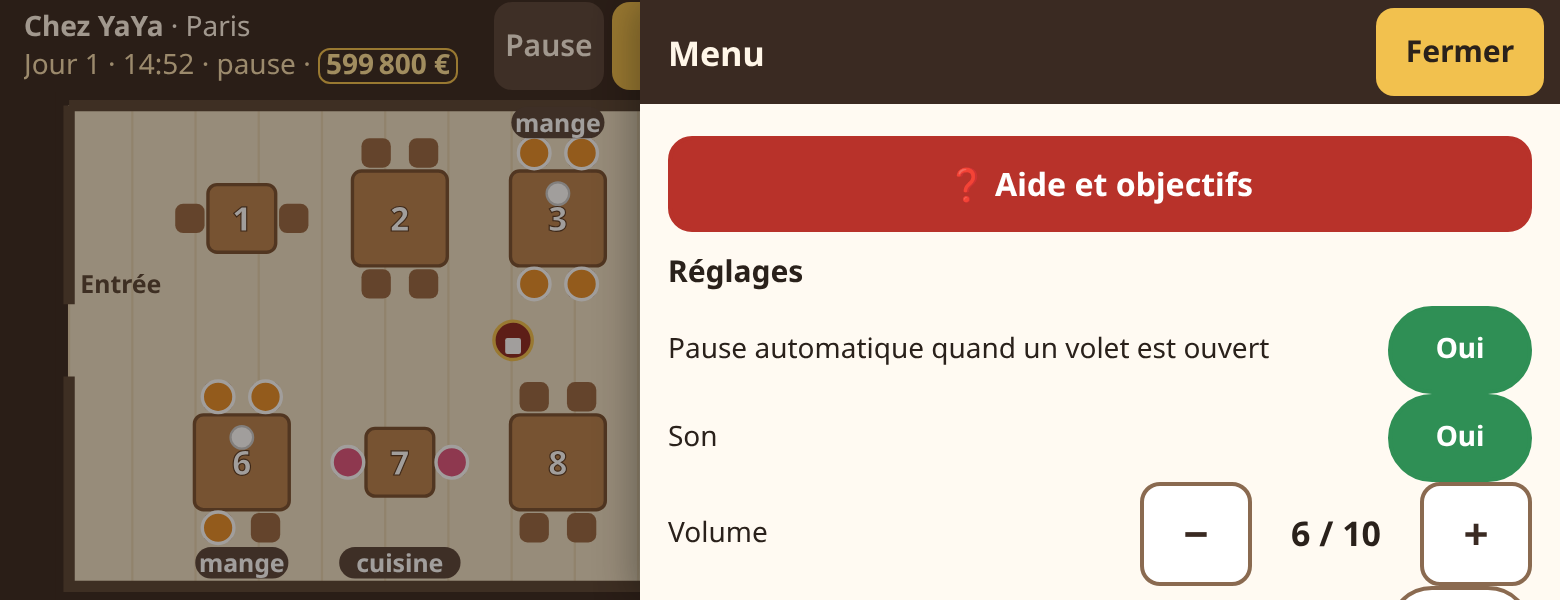 Chez YaYa · Paris
Jour 1 · 14:52 · pause · 599 800 €
Pause
Menu
Fermer
mange
1
2
3
Entrée
6
7
8
mange
cuisine
❓ Aide et objectifs
Réglages
Pause automatique quand un volet est ouvert
Oui
Son
Oui
Volume
− 6 / 10 +